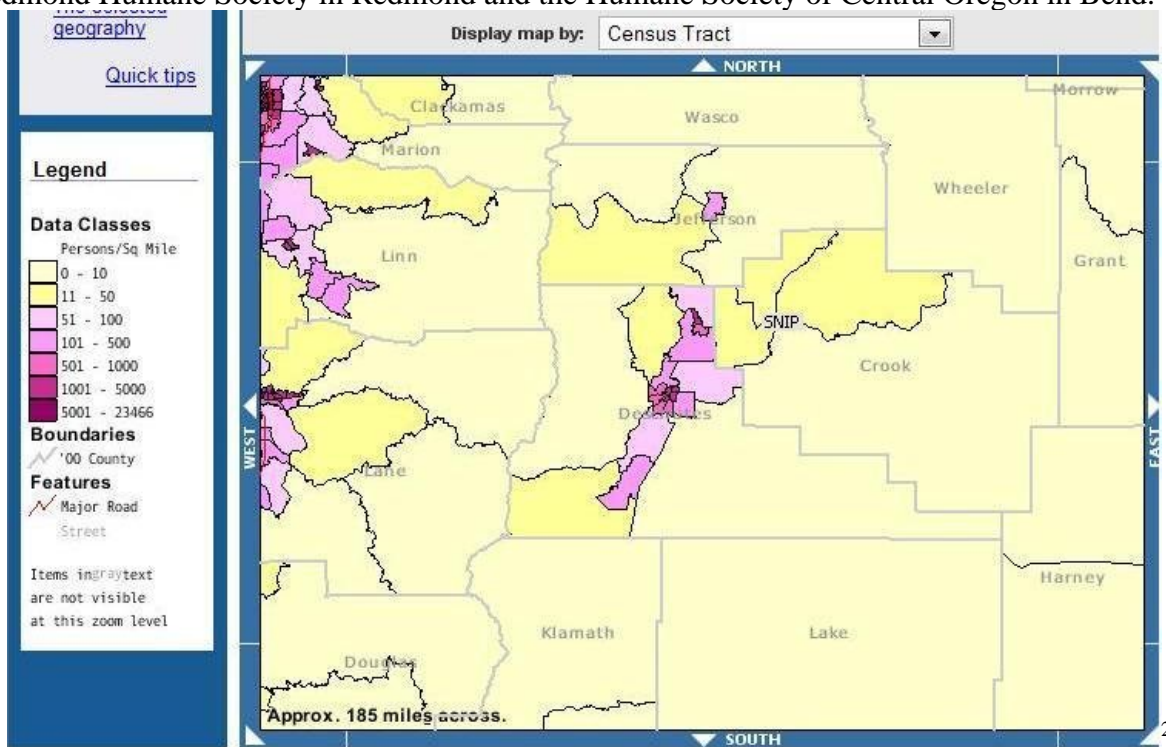 edmond Humane Society in Redmond and the Humane Society of Central Oregon in Bend.
The selected
geography
Quick tips
Display map by: Census Tract
NORTH
Legend
Data Classes
Persons/Sq Mile
0 - 10
11 - 50
51 - 100
101 - 500
501 - 1000
1001 - 5000
5001 - 23466
Boundaries
'00 County
Features
Major Road
Street
Items in gray text
are not visible
at this zoom level
WEST
EAST
Clackamas
Marion
Wasco
Morrow
Wheeler
Jefferson
Linn
Grant
SNIP
Crook
Deschutes
Lane
Harney
Klamath
Lake
Douglas
Approx. 185 miles across.
SOUTH
2